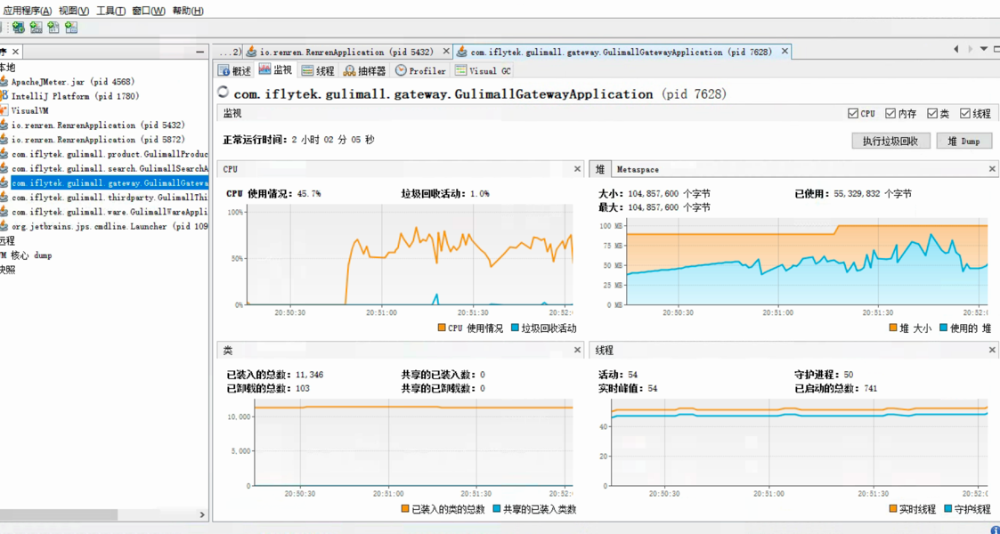 应用程序(A) 视图(V) 工具(T) 窗口(W) 帮助(H)
序
本地
ApacheJMeter.jar (pid 4568)
IntelliJ Platform (pid 1780)
VisualVM
io.renren.RenrenApplication (pid 5432)
io.renren.RenrenApplication (pid 5872)
com.iflytek.gulimall.product.GulimallProduc
com.iflytek.gulimall.search.GulimallSearchA
com.iflytek.gulimall.gateway.GulimallGatewa
com.iflytek.gulimall.thirdparty.GulimallThi
com.iflytek.gulimall.ware.GulimallWareAppli
org.jetbrains.jps.cmdline.Launcher (pid 109
远程
VM 核心 dump
快照
...2) io.renren.RenrenApplication (pid 5432) com.iflytek.gulimall.gateway.GulimallGatewayApplication (pid 7628)
概述 监视 线程 抽样器 Profiler Visual GC
com.iflytek.gulimall.gateway.GulimallGatewayApplication (pid 7628)
监视 CPU 内存 类 线程
正常运行时间: 2 小时 02 分 05 秒 执行垃圾回收 堆 Dump
CPU
CPU 使用情况: 45.7% 垃圾回收活动: 1.0%
100%
50%
0%
20:50:30 20:51:00 20:51:30 20:52:
CPU 使用情况 垃圾回收活动
堆 Metaspace
大小: 104,857,600 个字节 已使用: 55,329,832 个字节
最大: 104,857,600 个字节
100 MB
75 MB
50 MB
25 MB
0 MB
20:50:30 20:51:00 20:51:30 20:52:
堆 大小 使用的 堆
类
已装入的总数: 11,346 共享的已装入数: 0
已卸载的总数: 103 共享的已卸载数: 0
10,000
5,000
0
20:50:30 20:51:00 20:51:30 20:52:
已装入的类的总数 共享的已装入类数
线程
活动: 54 守护进程: 50
实时峰值: 54 已启动的总数: 741
40
20
0
20:50:30 20:51:00 20:51:30 20:52:
实时线程 守护线程